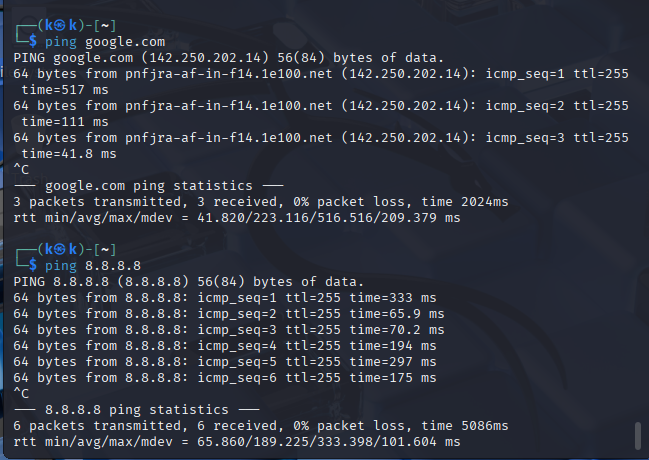 ┌──(k㉿k)-[~]
└─$ ping google.com
PING google.com (142.250.202.14) 56(84) bytes of data.
64 bytes from pnfjra-af-in-f14.1e100.net (142.250.202.14): icmp_seq=1 ttl=255
time=517 ms
64 bytes from pnfjra-af-in-f14.1e100.net (142.250.202.14): icmp_seq=2 ttl=255
time=111 ms
64 bytes from pnfjra-af-in-f14.1e100.net (142.250.202.14): icmp_seq=3 ttl=255
time=41.8 ms
^C
--- google.com ping statistics ---
3 packets transmitted, 3 received, 0% packet loss, time 2024ms
rtt min/avg/max/mdev = 41.820/223.116/516.516/209.379 ms
┌──(k㉿k)-[~]
└─$ ping 8.8.8.8
PING 8.8.8.8 (8.8.8.8) 56(84) bytes of data.
64 bytes from 8.8.8.8: icmp_seq=1 ttl=255 time=333 ms
64 bytes from 8.8.8.8: icmp_seq=2 ttl=255 time=65.9 ms
64 bytes from 8.8.8.8: icmp_seq=3 ttl=255 time=70.2 ms
64 bytes from 8.8.8.8: icmp_seq=4 ttl=255 time=194 ms
64 bytes from 8.8.8.8: icmp_seq=5 ttl=255 time=297 ms
64 bytes from 8.8.8.8: icmp_seq=6 ttl=255 time=175 ms
^C
--- 8.8.8.8 ping statistics ---
6 packets transmitted, 6 received, 0% packet loss, time 5086ms
rtt min/avg/max/mdev = 65.860/189.225/333.398/101.604 ms